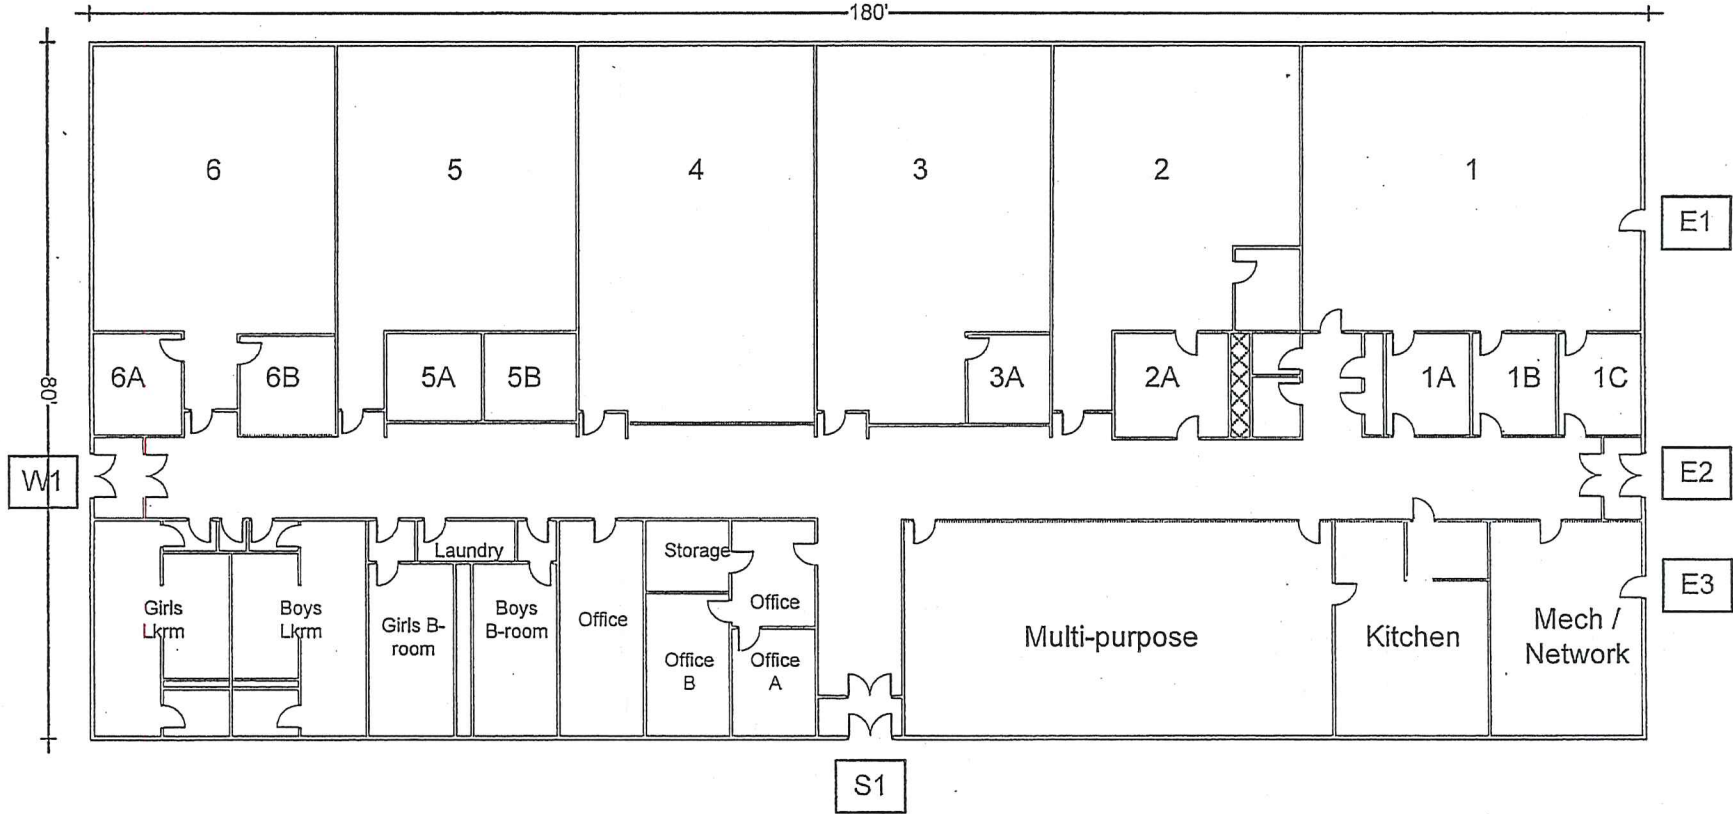 180'
6
5
4
3
2
1
E1
6A
6B
5A
5B
3A
2A
1A
1B
1C
80'
W1
E2
Laundry
Storage
Girls
Lkrm
Boys
Lkrm
Girls B-
room
Boys
B-room
Office
Office
Office
B
Office
A
Multi-purpose
Kitchen
Mech /
Network
E3
S1